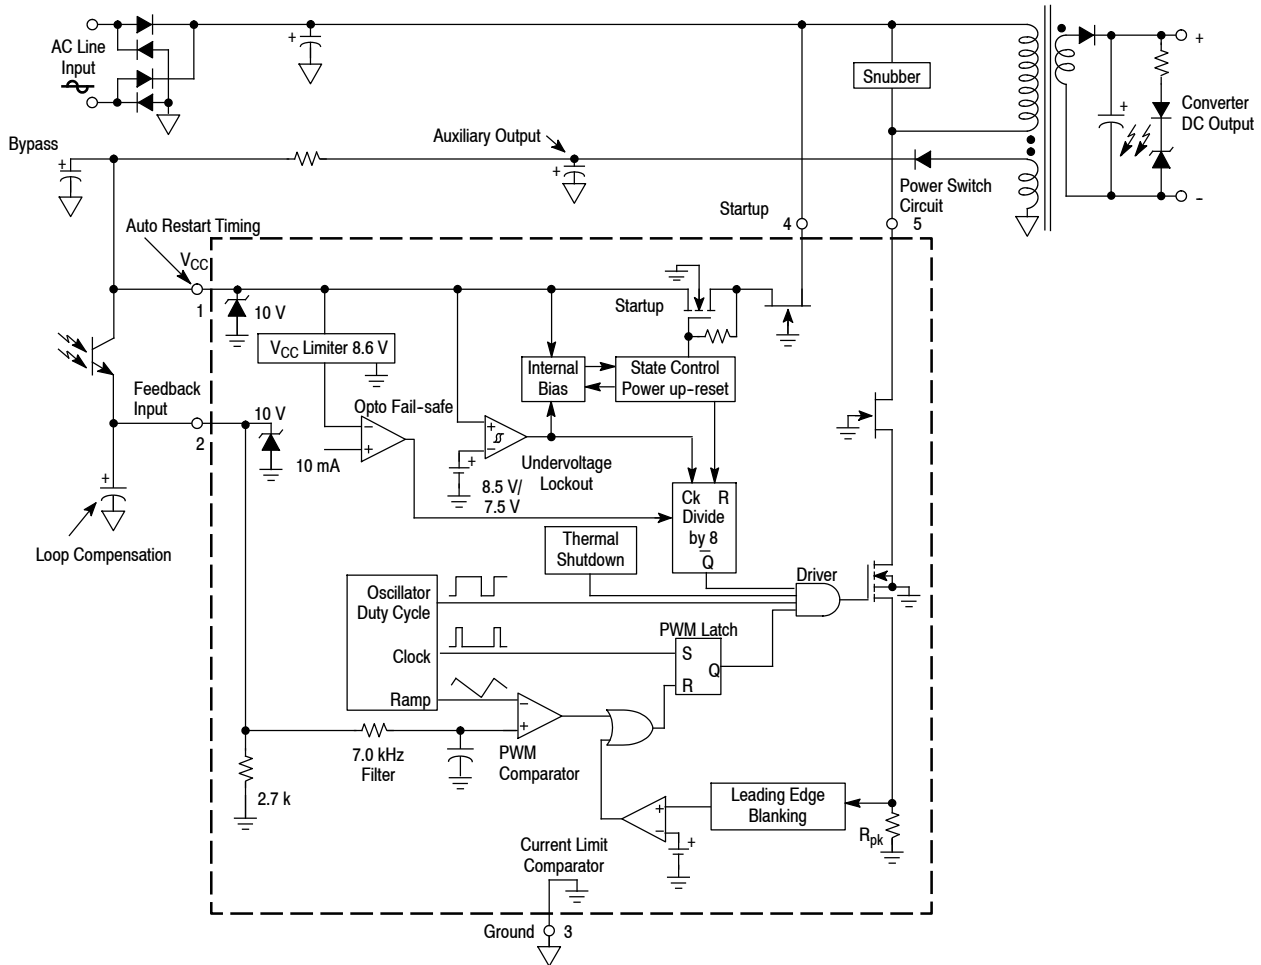 AC Line
Input
+
Snubber
+
+
Converter
DC Output
-
Bypass
+
Auxiliary Output
+
Power Switch
Circuit
Startup
4
5
Auto Restart Timing
VCC
1
10 V
Startup
VCC Limiter 8.6 V
Internal
Bias
State Control
Power up-reset
Feedback
Input
2
10 V
Opto Fail-safe
-
+
10 mA
+
-
+
8.5 V/
7.5 V
Undervoltage
Lockout
+
Loop Compensation
Ck R
Divide
by 8
Q
Thermal
Shutdown
Driver
Oscillator
Duty Cycle
Clock
Ramp
PWM Latch
S
Q
R
-
+
7.0 kHz
Filter
PWM
Comparator
2.7 k
Leading Edge
Blanking
+
-
+
Rpk
Current Limit
Comparator
Ground
3